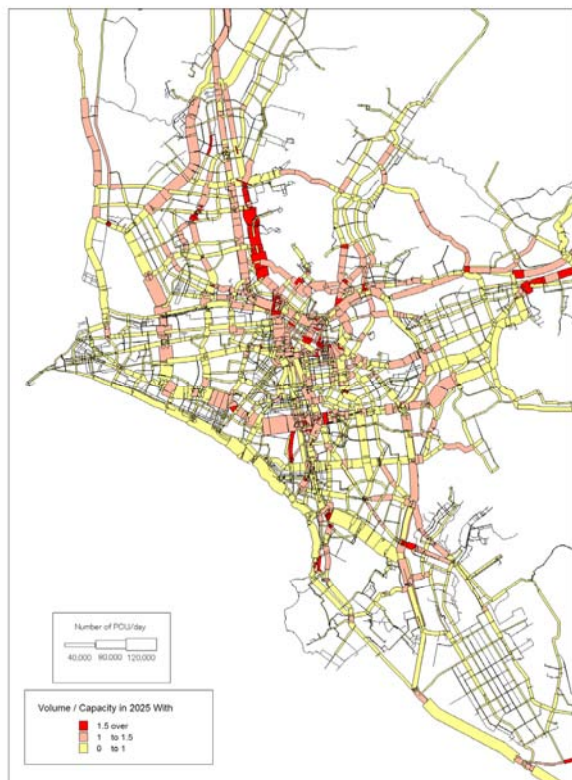 Number of PCU/day
40,000 80,000 120,000
Volume / Capacity in 2025 With
1.5 over
1 to 1.5
0 to 1